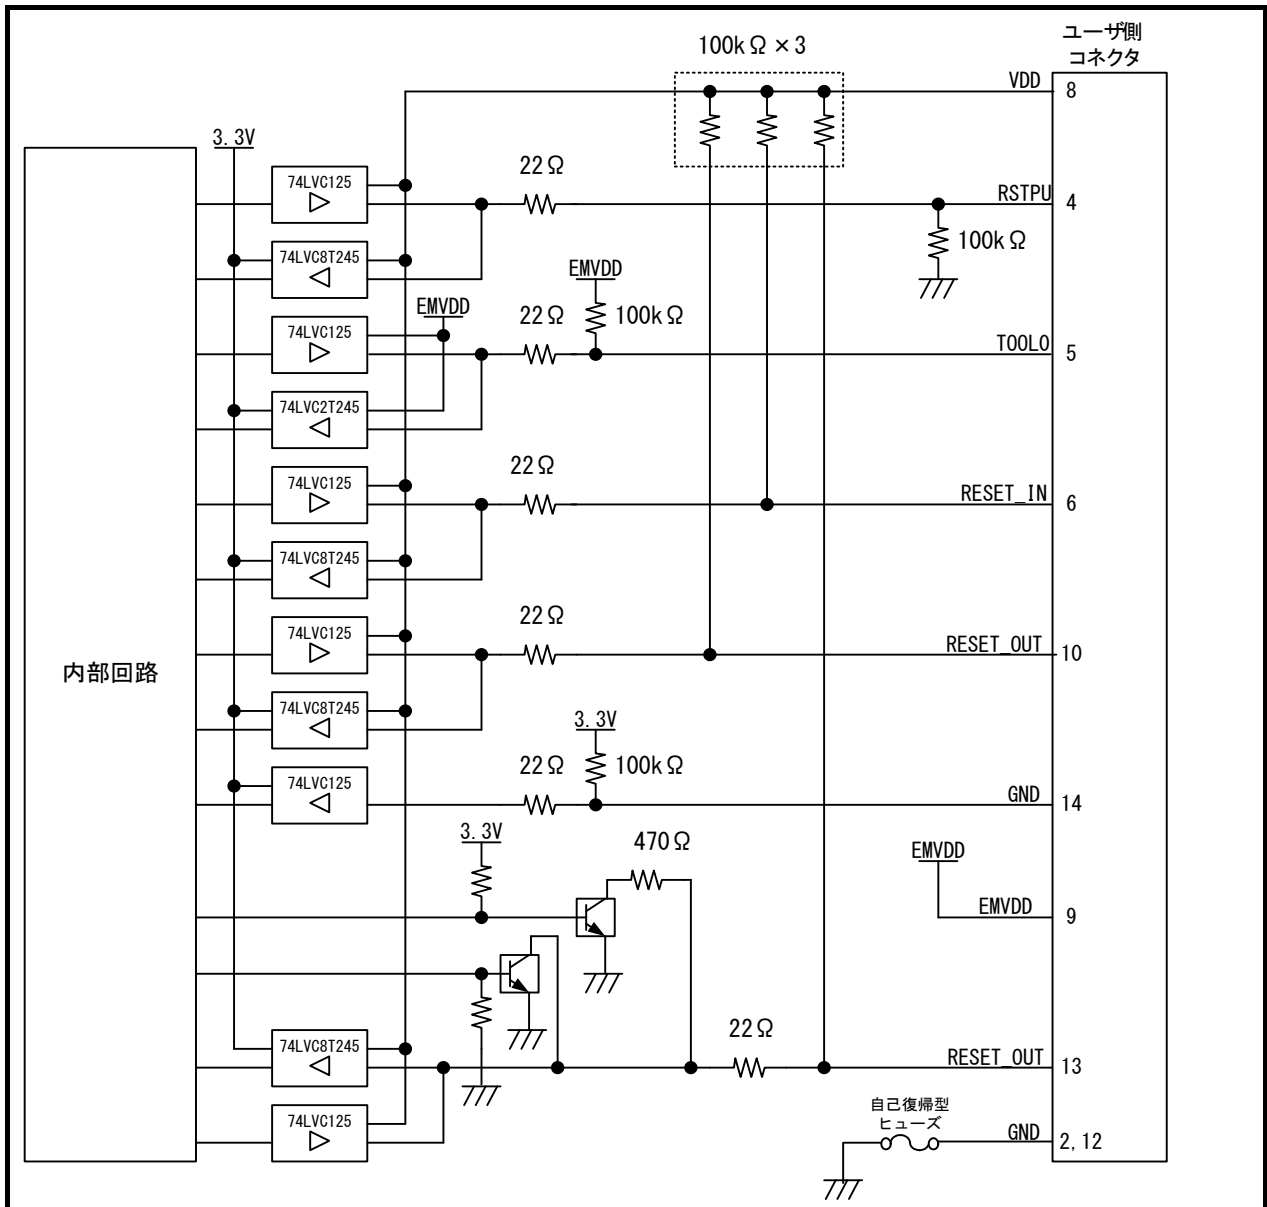 ユーザ側
コネクタ
100kΩ×3
VDD
8
3.3V
22Ω
74LVC125
RSTPU
4
100kΩ
74LVC8T245
EMVDD
EMVDD
22Ω
100kΩ
74LVC125
TOOL0
5
74LVC2T245
22Ω
74LVC125
RESET_IN
6
74LVC8T245
22Ω
74LVC125
RESET_OUT
10
内部回路
74LVC8T245
3.3V
22Ω
100kΩ
74LVC125
GND
14
3.3V
470Ω
EMVDD
EMVDD
9
22Ω
74LVC8T245
RESET_OUT
13
自己復帰型
ヒューズ
74LVC125
GND
2,12